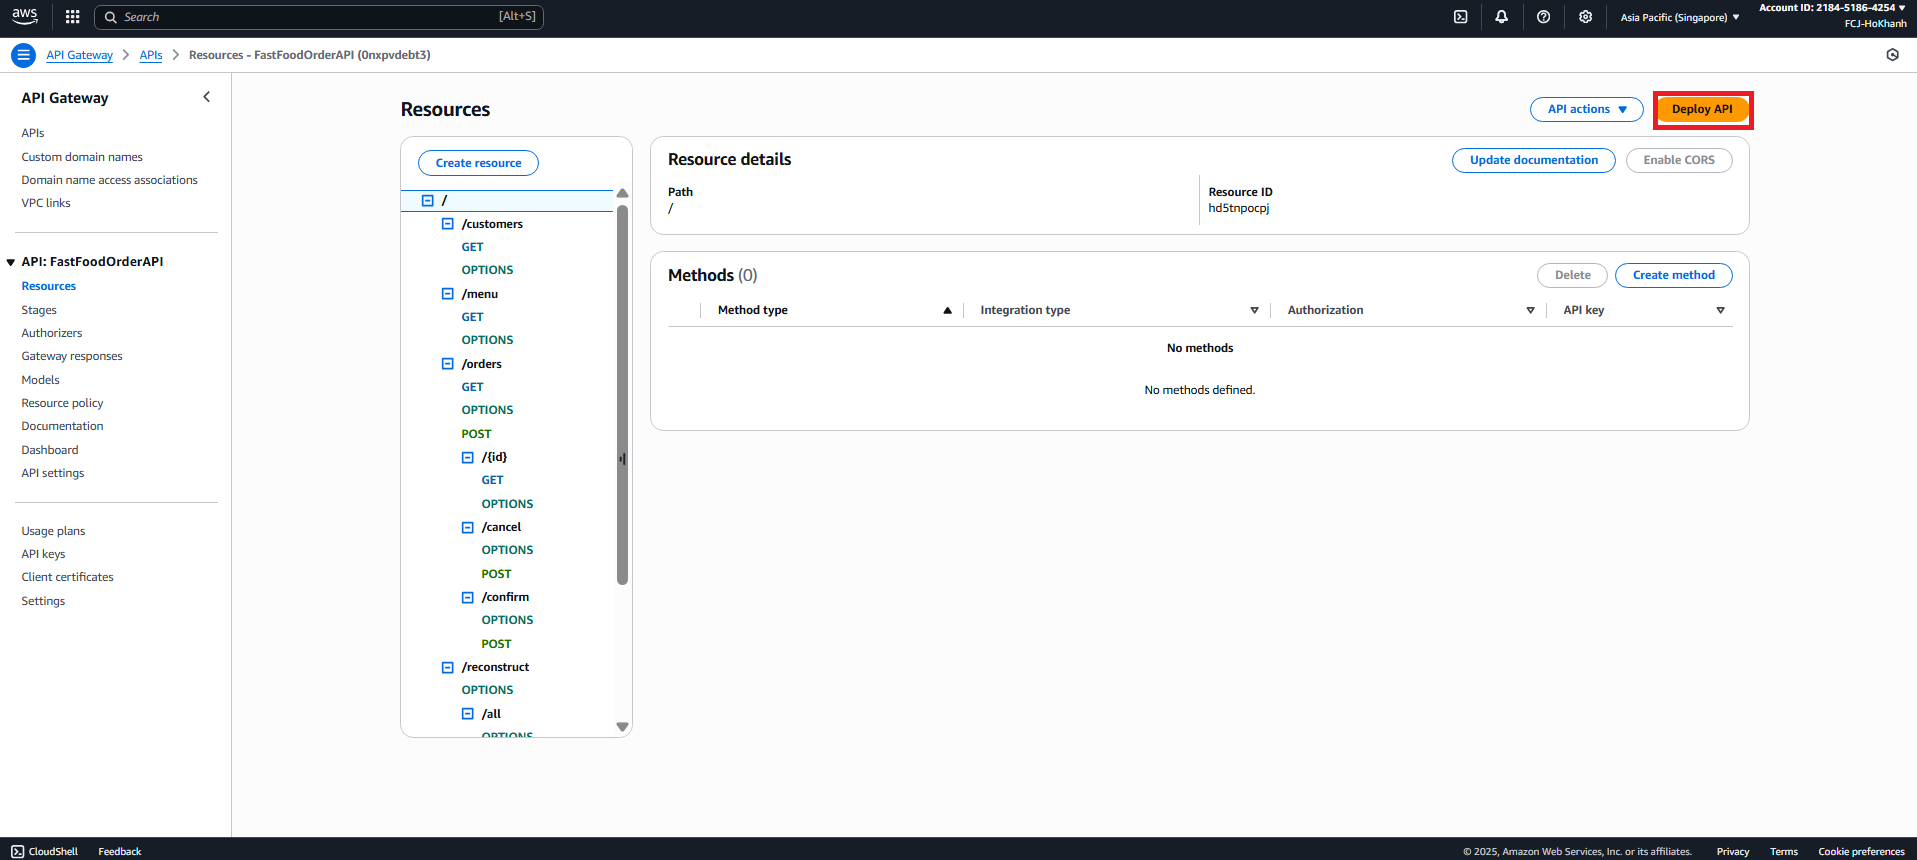 aws
Search
[Alt+S]
Asia Pacific (Singapore)
Account ID: 2184-5186-4254
FCJ-HoKhanh
API Gateway
APIs
Resources - FastFoodOrderAPI (0nxpvdebt3)
API Gateway
APIs
Custom domain names
Domain name access associations
VPC links
API: FastFoodOrderAPI
Resources
Stages
Authorizers
Gateway responses
Models
Resource policy
Documentation
Dashboard
API settings
Usage plans
API keys
Client certificates
Settings
Resources
API actions
Deploy API
Create resource
/
/customers
GET
OPTIONS
/menu
GET
OPTIONS
/orders
GET
OPTIONS
POST
/{id}
GET
OPTIONS
/cancel
OPTIONS
POST
/confirm
OPTIONS
POST
/reconstruct
OPTIONS
/all
OPTIONS
Resource details
Update documentation
Enable CORS
Path
/
Resource ID
hd5tnpocpj
Methods (0)
Delete
Create method
Method type
Integration type
Authorization
API key
No methods
No methods defined.
CloudShell
Feedback
© 2025, Amazon Web Services, Inc. or its affiliates.
Privacy
Terms
Cookie preferences